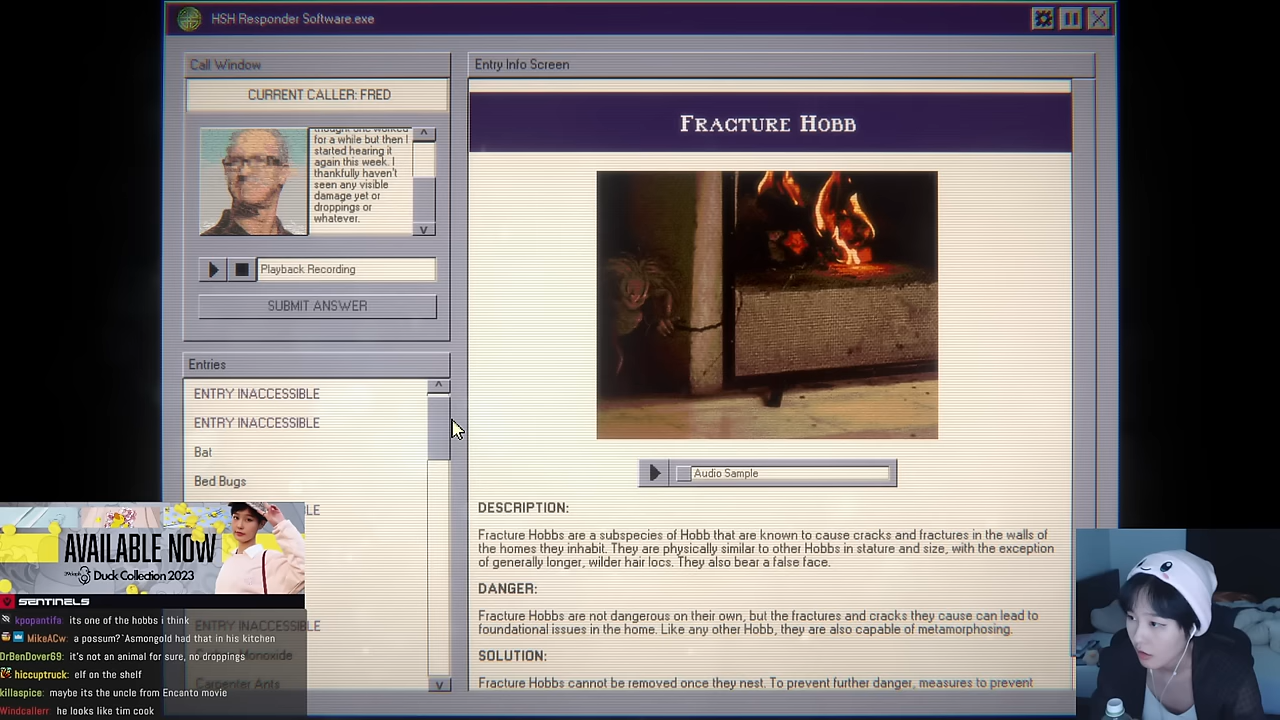 HSH Responder Software.exe
Call Window
CURRENT CALLER: FRED
thought one worked
for a while but then I
started hearing it
again this week. I
thankfully haven't
seen any visible
damage yet or
droppings or
whatever.
Playback Recording
SUBMIT ANSWER
Entries
ENTRY INACCESSIBLE
ENTRY INACCESSIBLE
Bat
Bed Bugs
LE
ENTRY INACCESSIBLE
Monoxide
Carpenter Ants
Entry Info Screen
FRACTURE HOBB
Audio Sample
DESCRIPTION:
Fracture Hobbs are a subspecies of Hobb that are known to cause cracks and fractures in the walls of
the homes they inhabit. They are physically similar to other Hobbs in stature and size, with the exception
of generally longer, wilder hair locs. They also bear a false face.
DANGER:
Fracture Hobbs are not dangerous on their own, but the fractures and cracks they cause can lead to
foundational issues in the home. Like any other Hobb, they are also capable of metamorphosing.
SOLUTION:
Fracture Hobbs cannot be removed once they nest. To prevent further danger, measures to prevent
AVAILABLE NOW
Duck Collection 2023
SENTINELS
kpopantifa: its one of the hobbs i think
MikeACw: a possum?`Asmongold had that in his kitchen
DrBenDover69: it's not an animal for sure, no droppings
hiccuptruck: elf on the shelf
killaspice: maybe its the uncle from Encanto movie
Windcallerr: he looks like tim cook